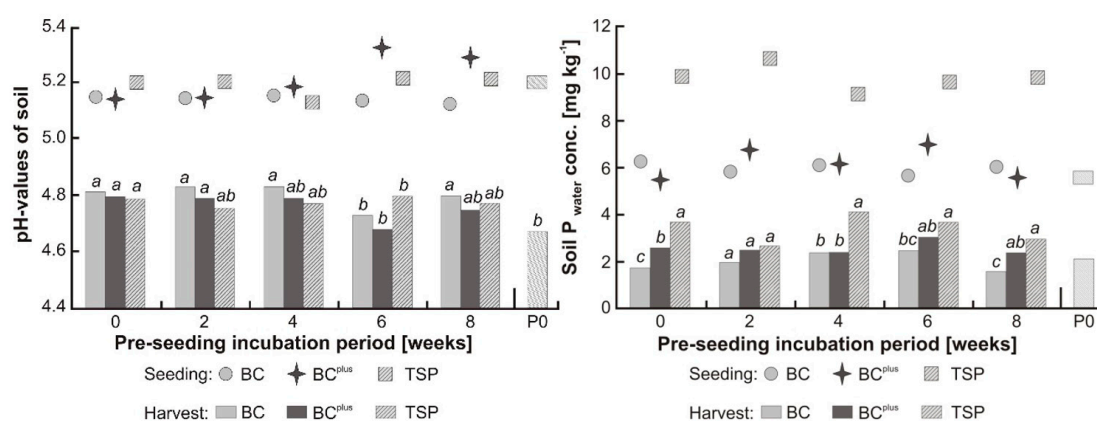 5.4
5.2
5.0
4.8
4.6
4.4
pH-values of soil
a a a
a a ab
a ab ab
b b b
a ab ab
b
0 2 4 6 8 P0
Pre-seeding incubation period [weeks]
Seeding: BC BCplus TSP
Harvest: BC BCplus TSP
12
10
8
6
4
2
0
Soil P water conc. [mg kg-1]
c b a
a a a
b b a
bc ab a
c ab a
0 2 4 6 8 P0
Pre-seeding incubation period [weeks]
Seeding: BC BCplus TSP
Harvest: BC BCplus TSP